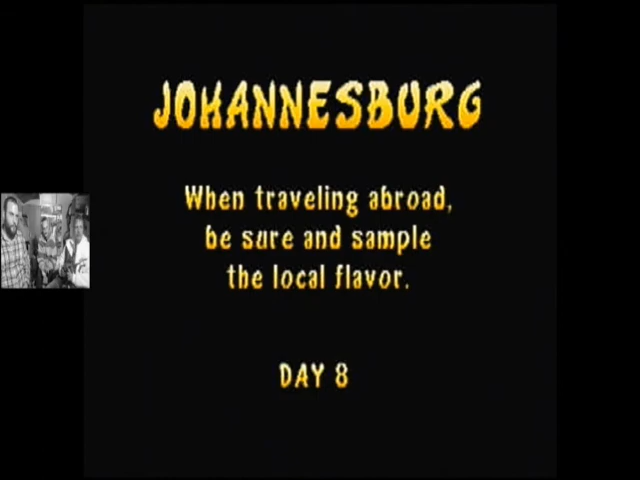 JOHANNESBURG
When traveling abroad,
be sure and sample
the local flavor.
DAY 8